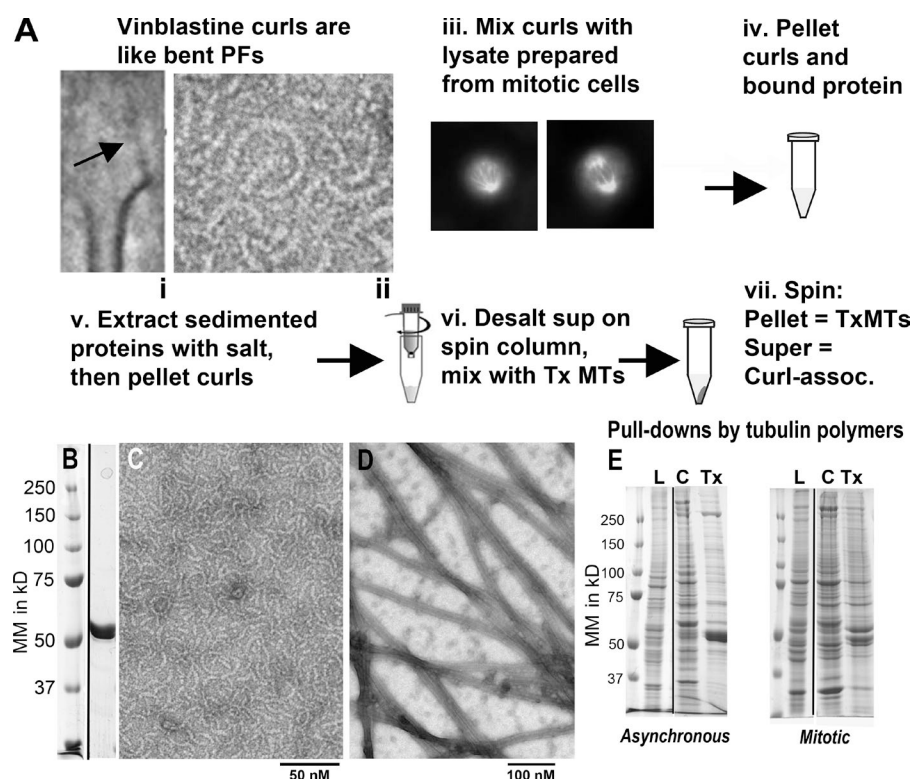 A
Vinblastine curls are
like bent PFs
iii. Mix curls with
lysate prepared
from mitotic cells
iv. Pellet
curls and
bound protein
i
ii
v. Extract sedimented
proteins with salt,
then pellet curls
vi. Desalt sup on
spin column,
mix with Tx MTs
vii. Spin:
Pellet = TxMTs
Super =
Curl-assoc.
Pull-downs by tubulin polymers
B
250
150
100
75
50
37
MM in kD
C
50 nM
D
100 nM
E
L C Tx
250
150
100
75
50
37
MM in kD
Asynchronous
L C Tx
Mitotic